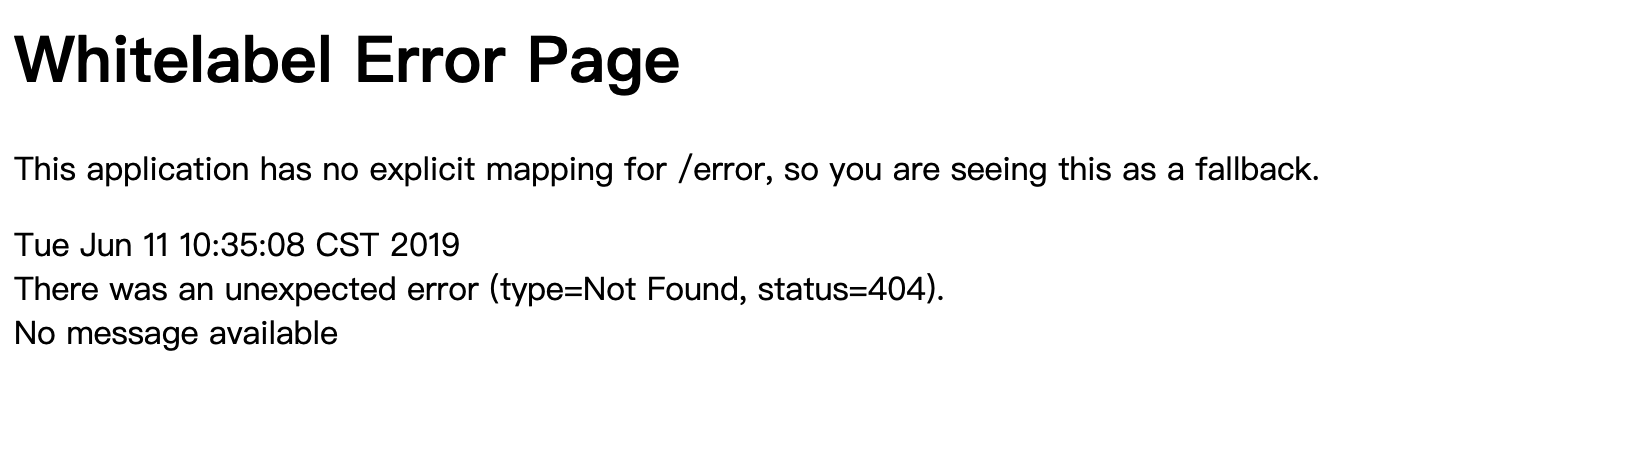 Whitelabel Error Page
This application has no explicit mapping for /error, so you are seeing this as a fallback.
Tue Jun 11 10:35:08 CST 2019
There was an unexpected error (type=Not Found, status=404).
No message available